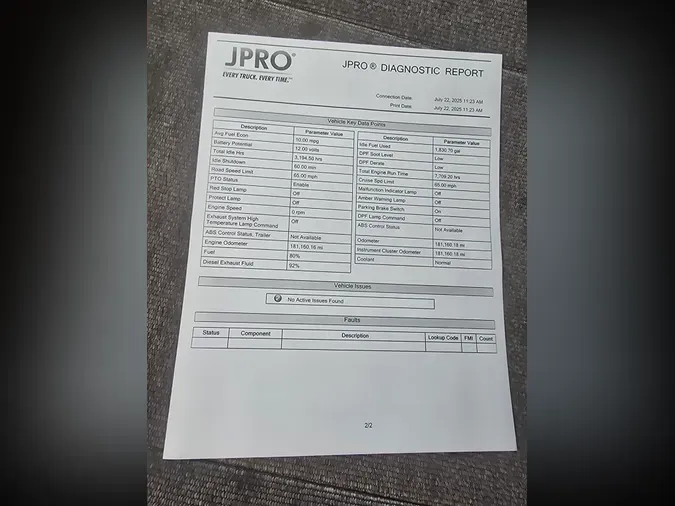 JPRO®
EVERY TRUCK. EVERY TIME.™
JPRO® DIAGNOSTIC REPORT
Connection Date: July 22, 2025 11:23 AM
Print Date: July 22, 2025 11:23 AM
Vehicle Key Data Points
Description Parameter Value
Avg Fuel Econ 10.00 mpg
Battery Potential 12.00 volts
Total Idle Hrs 3,194.50 hrs
Idle Shutdown 60.00 min
Road Speed Limit 65.00 mph
PTO Status Enable
Red Stop Lamp Off
Protect Lamp Off
Engine Speed 0 rpm
Exhaust System High
Temperature Lamp Command Off
ABS Control Status, Trailer Not Available
Engine Odometer 181,160.16 mi
Fuel 80%
Diesel Exhaust Fluid 92%
Description Parameter Value
Idle Fuel Used 1,830.70 gal
DPF Soot Level Low
DPF Derate Low
Total Engine Run Time 7,709.20 hrs
Cruise Spd Limit 65.00 mph
Malfunction Indicator Lamp Off
Amber Warning Lamp Off
Parking Brake Switch On
DPF Lamp Command Off
ABS Control Status Not Available
Odometer 181,160.16 mi
Instrument Cluster Odometer 181,160.16 mi
Coolant Normal
Vehicle Issues
No Active Issues Found
Faults
Status Component Description Lookup Code FMI Count
2/2